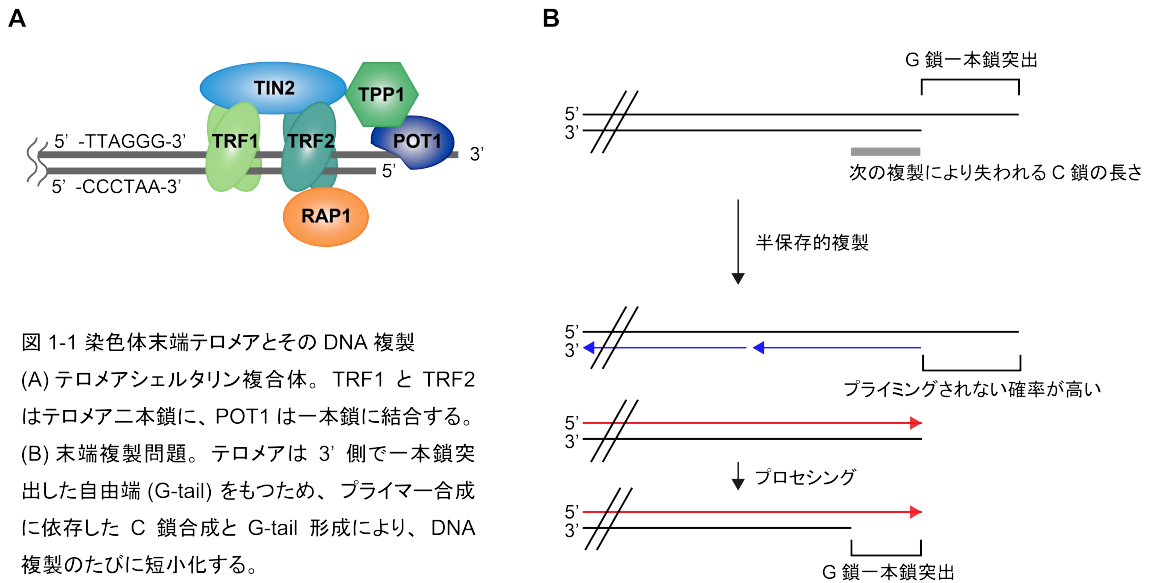 A
TIN2
TPP1
TRF1
TRF2
POT1
5’ -TTAGGG-3’
3’
5’
5’ -CCCTAA-3’
RAP1
図 1-1 染色体末端テロメアとその DNA 複製
(A) テロメアシェルタリン複合体。TRF1 と TRF2
はテロメア二本鎖に、POT1 は一本鎖に結合する。
(B) 末端複製問題。テロメアは 3’ 側で一本鎖突
出した自由端 (G-tail) をもつため、プライマー合成
に依存した C 鎖合成と G-tail 形成により、DNA
複製のたびに短小化する。
B
G 鎖一本鎖突出
5’
3’
次の複製により失われる C 鎖の長さ
半保存的複製
5’
3’
プライミングされない確率が高い
5’
3’
プロセシング
5’
3’
G 鎖一本鎖突出